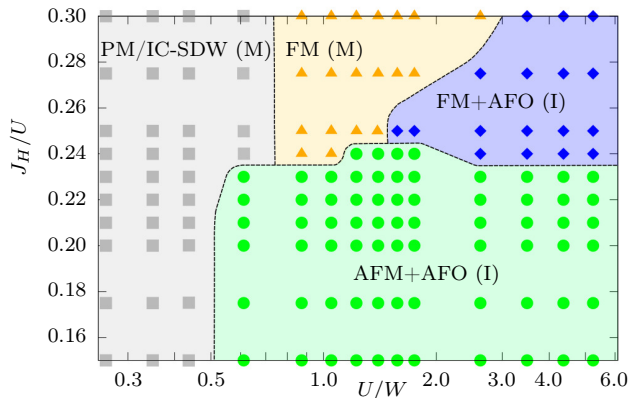 0.30
0.28
0.26
0.24
0.22
0.20
0.18
0.16
J_H/U
PM/IC-SDW (M)
FM (M)
FM+AFO (I)
AFM+AFO (I)
0.3 0.5 1.0 2.0 3.0 4.0 6.0
U/W